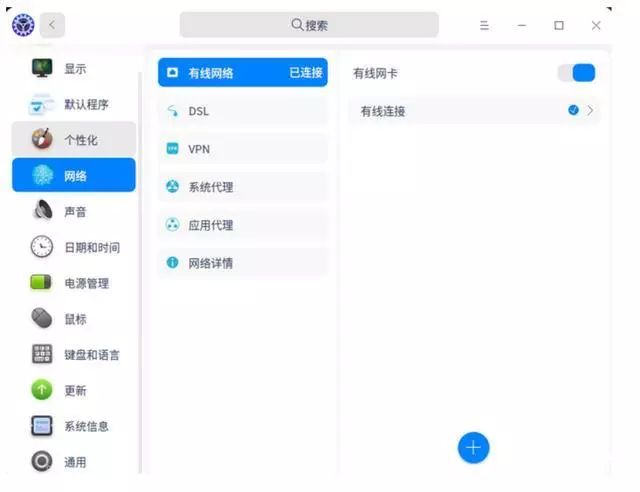 搜索
显示
默认程序
个性化
网络
声音
日期和时间
电源管理
鼠标
键盘和语言
更新
系统信息
通用
有线网络 已连接
DSL
VPN
系统代理
应用代理
网络详情
有线网卡
有线连接